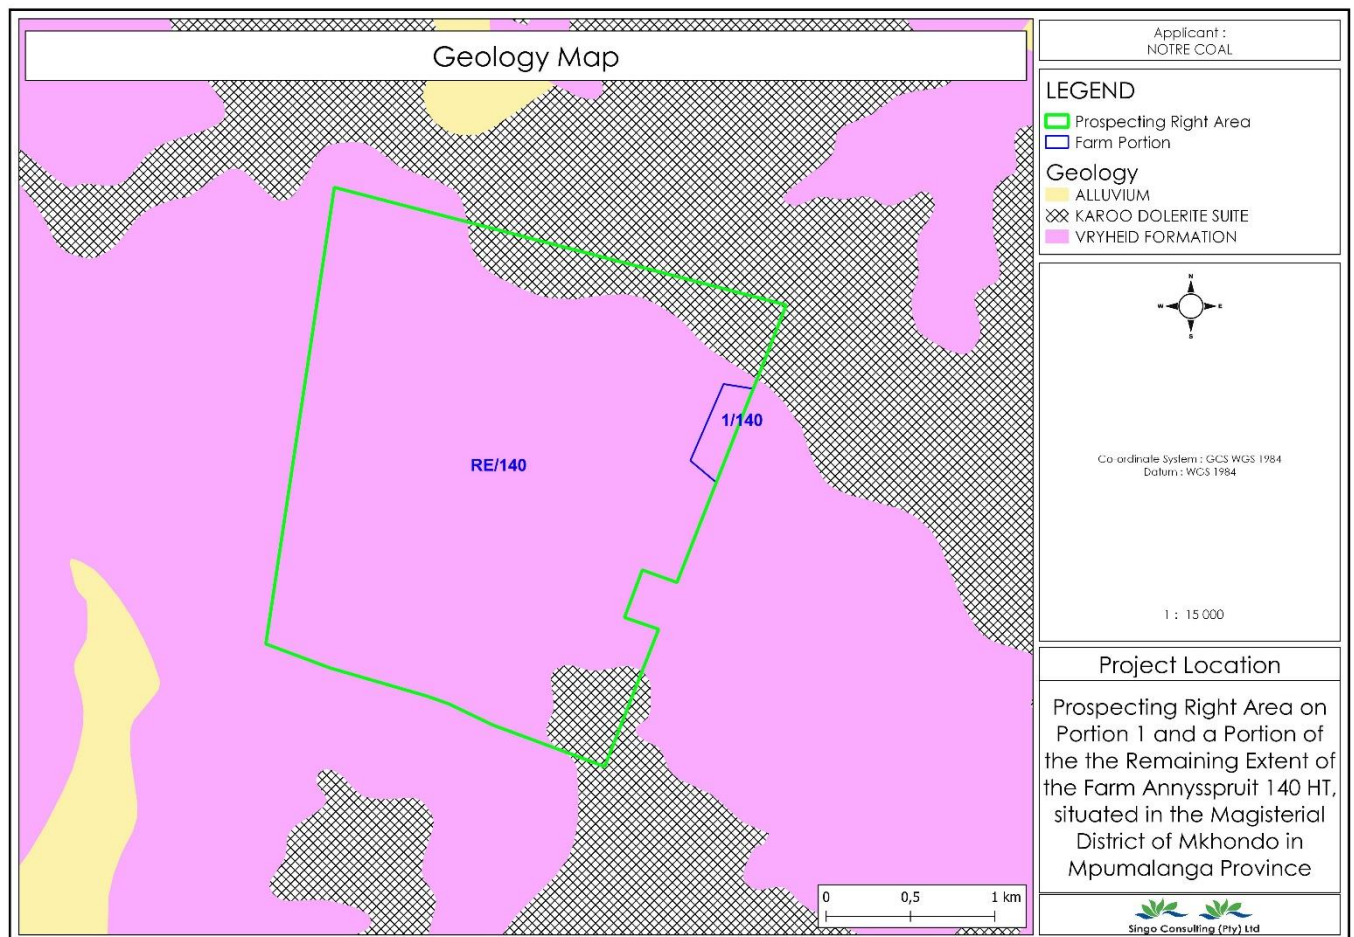 Geology Map
1/140
RE/140
0 0,5 1 km
Applicant :
NOTRE COAL
LEGEND
Prospecting Right Area
Farm Portion
Geology
ALLUVIUM
KAROO DOLERITE SUITE
VRYHEID FORMATION
N
W E
S
Co-ordinate System : GCS WGS 1984
Datum : WGS 1984
1 : 15 000
Project Location
Prospecting Right Area on
Portion 1 and a Portion of
the the Remaining Extent of
the Farm Annysspruit 140 HT,
situated in the Magisterial
District of Mkhondo in
Mpumalanga Province
Singo Consulting (Pty) Ltd